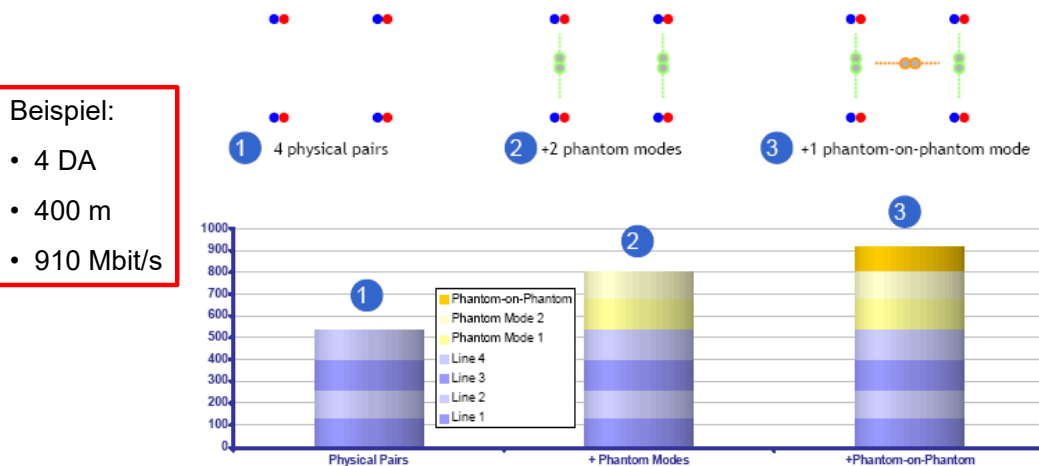 Beispiel:
• 4 DA
• 400 m
• 910 Mbit/s
1 4 physical pairs
2 +2 phantom modes
3 +1 phantom-on-phantom mode
1000
900
800
700
600
500
400
300
200
100
0
1
2
3
Phantom-on-Phantom
Phantom Mode 2
Phantom Mode 1
Line 4
Line 3
Line 2
Line 1
Physical Pairs
+ Phantom Modes
+Phantom-on-Phantom